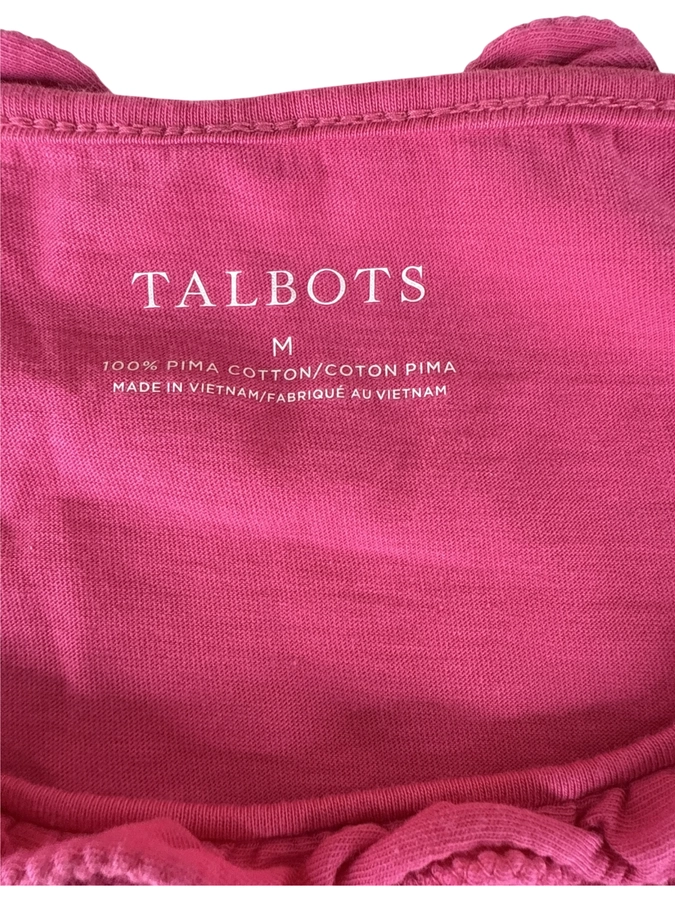 TALBOTS
M
100% PIMA COTTON/COTON PIMA
MADE IN VIETNAM/FABRIQUÉ AU VIETNAM